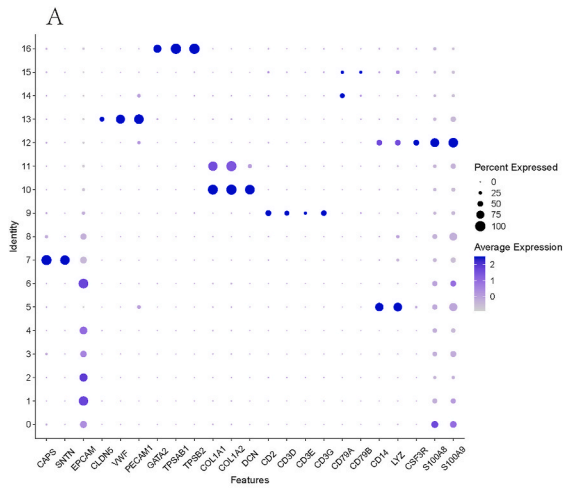 A
16
15
14
13
12
11
10
9
8
7
6
5
4
3
2
1
0
Identity
CAPS
SNTN
EPCAM
CLDN5
VWF
PECAM1
GATA2
TPSAB1
TPSB2
COL1A1
COL1A2
DCN
CD2
CD3D
CD3E
CD3G
CD79A
CD79B
CD14
LYZ
CSF3R
S100A8
S100A9
Features
Percent Expressed
0
25
50
75
100
Average Expression
2
1
0